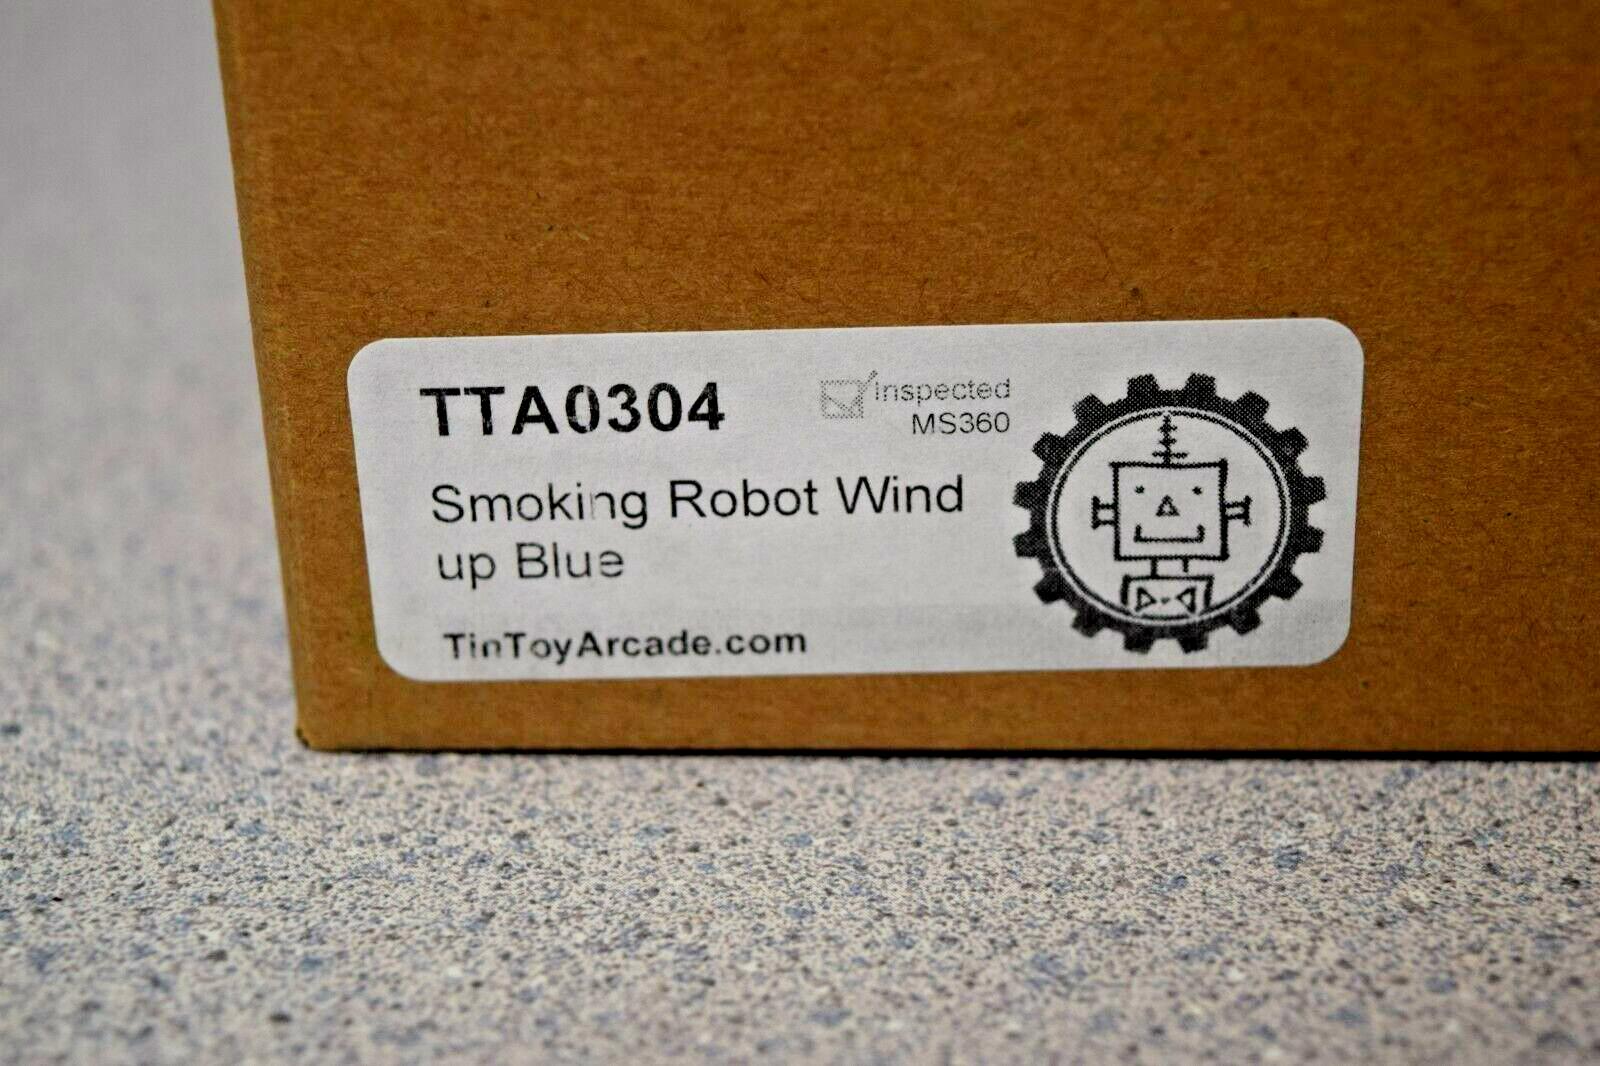 TTA0304
Inspected
MS360
Smoking Robot Wind
up Blue
TinToyArcade.com